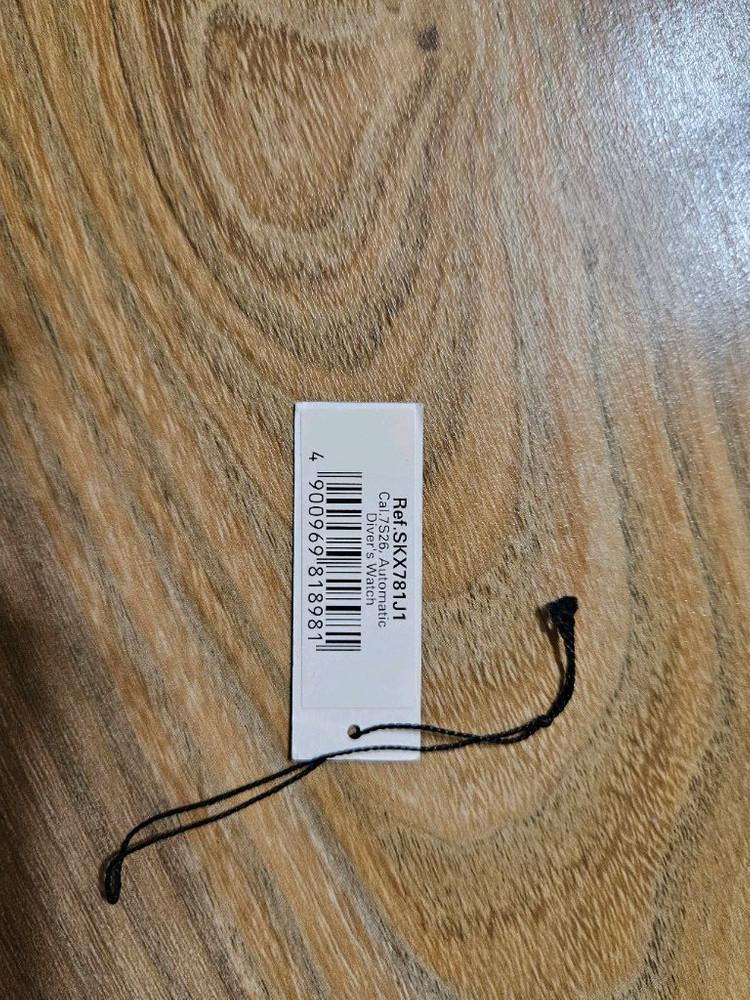 Ref.SKX781J1
Cal.7S26, Automatic
Diver's Watch
4 900969 818981